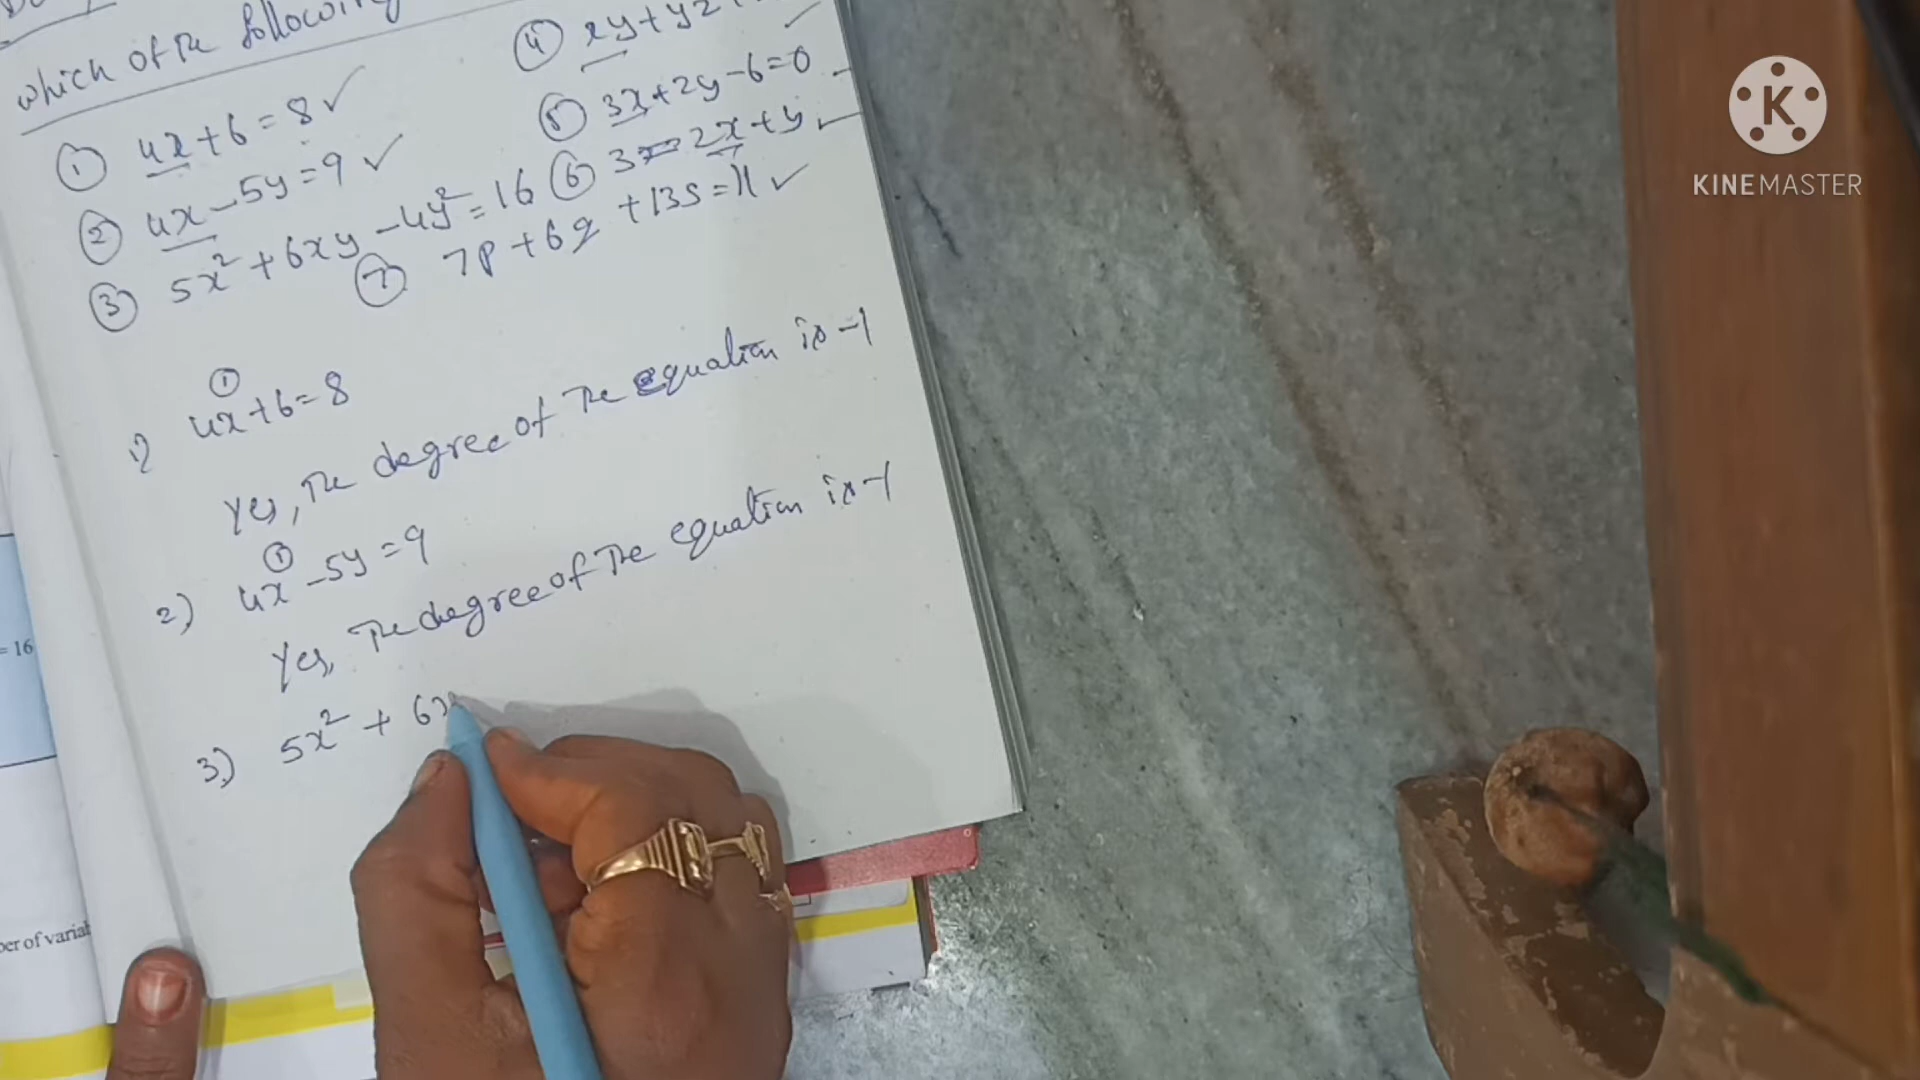 which of the following
① 4x + 6 = 8 ✓
② 4x - 5y = 9 ✓
③ 5x² + 6xy - 4y² = 16
④ xy + yz
⑤ 3x + 2y - 6 = 0
⑥ 3 = 2x + y
⑦ 7p + 6q + 13s = 11 ✓
1) 4x + 6 = 8
Yes, The degree of The equation is -1
2) 4x - 5y = 9
Yes, The degree of The equation is -1
3) 5x² + 6x
= 16
of variab
KINEMASTER